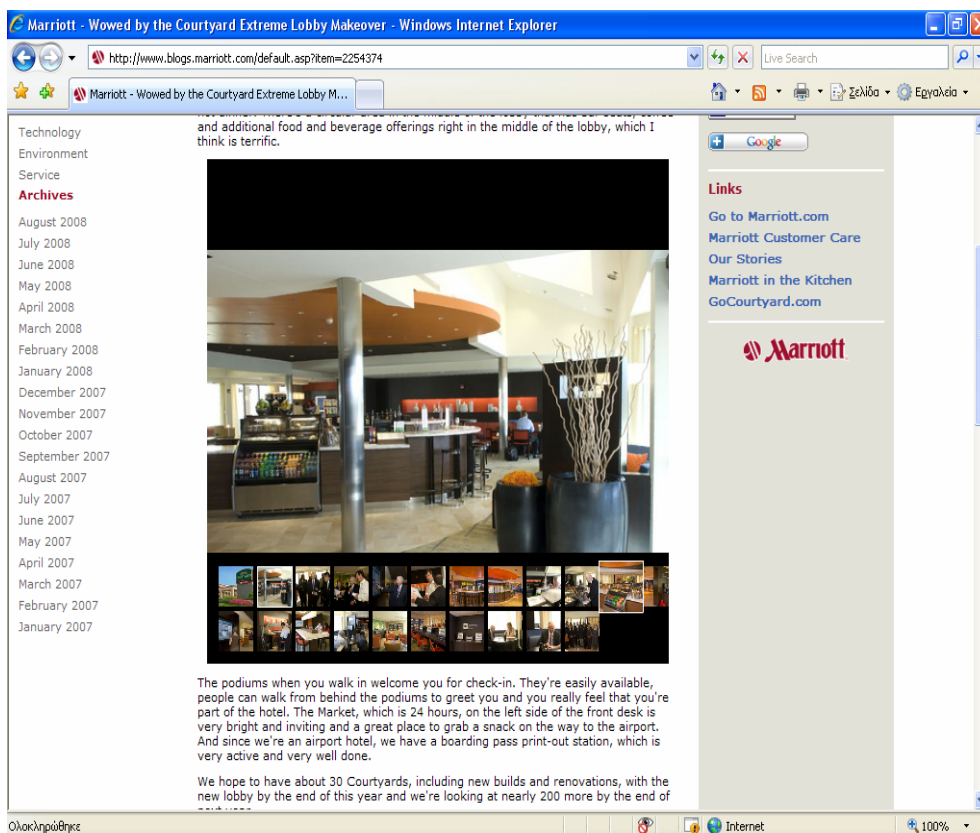 Marriott - Wowed by the Courtyard Extreme Lobby Makeover - Windows Internet Explorer
http://www.blogs.marriott.com/default.asp?item=2254374
Live Search
Marriott - Wowed by the Courtyard Extreme Lobby M...
Σελίδα
Εργαλεία
Technology
Environment
Service
Archives
August 2008
July 2008
June 2008
May 2008
April 2008
March 2008
February 2008
January 2008
December 2007
November 2007
October 2007
September 2007
August 2007
July 2007
June 2007
May 2007
April 2007
March 2007
February 2007
January 2007
and additional food and beverage offerings right in the middle of the lobby, which I
think is terrific.
The podiums when you walk in welcome you for check-in. They're easily available,
people can walk from behind the podiums to greet you and you really feel that you're
part of the hotel. The Market, which is 24 hours, on the left side of the front desk is
very bright and inviting and a great place to grab a snack on the way to the airport.
And since we're an airport hotel, we have a boarding pass print-out station, which is
very active and very well done.
We hope to have about 30 Courtyards, including new builds and renovations, with the
new lobby by the end of this year and we're looking at nearly 200 more by the end of
Google
Links
Go to Marriott.com
Marriott Customer Care
Our Stories
Marriott in the Kitchen
GoCourtyard.com
Marriott
Ολοκληρώθηκε
Internet
100%